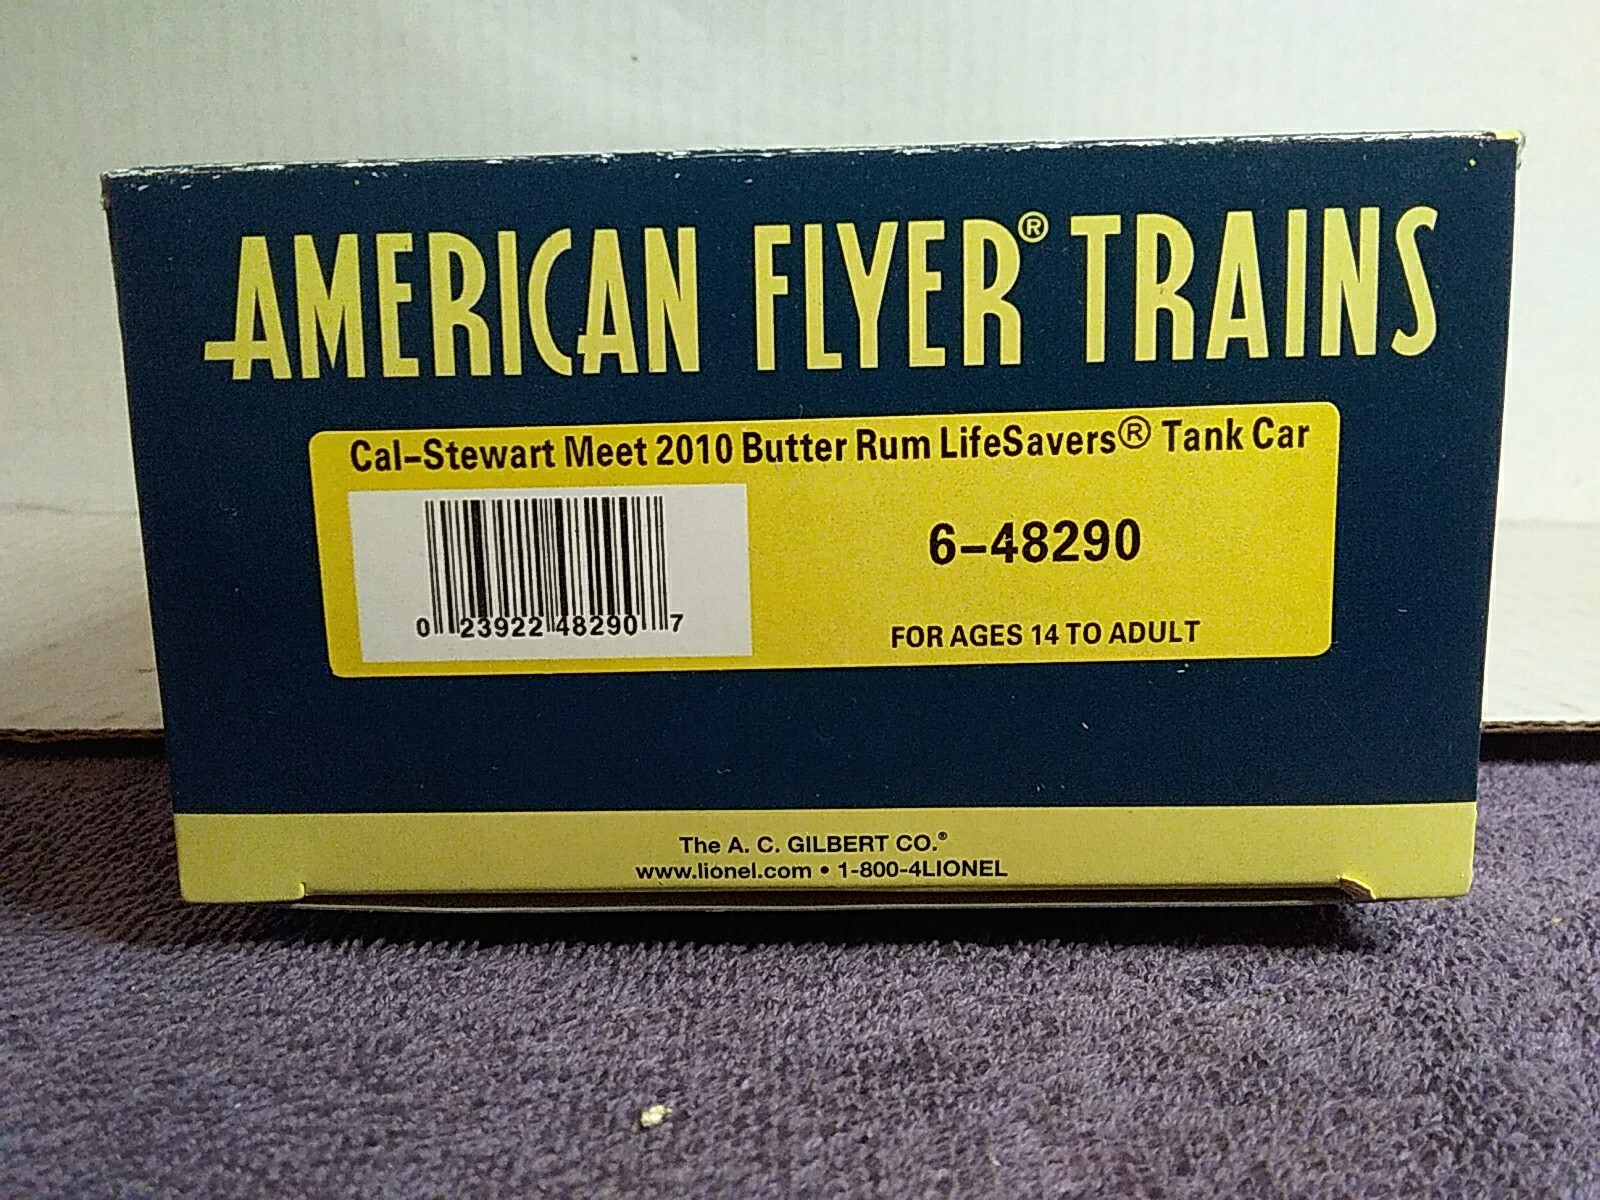 AMERICAN FLYER® TRAINS
Cal-Stewart Meet 2010 Butter Rum LifeSavers® Tank Car
6-48290
0 23922 48290 7
FOR AGES 14 TO ADULT
The A. C. GILBERT CO.®
www.lionel.com • 1-800-4LIONEL